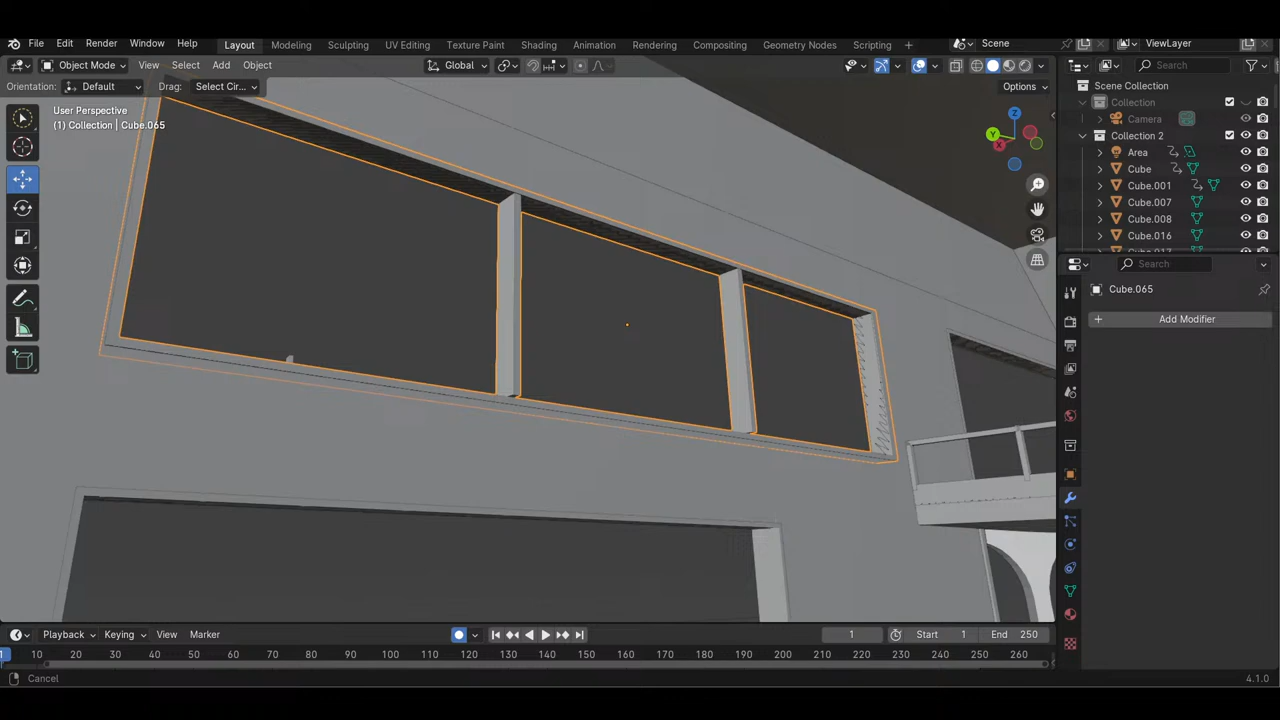 File Edit Render Window Help Layout Modeling Sculpting UV Editing Texture Paint Shading Animation Rendering Compositing Geometry Nodes Scripting + Scene ViewLayer
Object Mode View Select Add Object Global Search
Orientation: Default Drag: Select Cir... Options
User Perspective
(1) Collection | Cube.065
Z
Y
X
Scene Collection
Collection
Camera
Collection 2
Area
Cube
Cube.001
Cube.007
Cube.008
Cube.016
Search
Cube.065
+ Add Modifier
Playback Keying View Marker 1 Start 1 End 250
1 10 20 30 40 50 60 70 80 90 100 110 120 130 140 150 160 170 180 190 200 210 220 230 240 250 260
Cancel 4.1.0